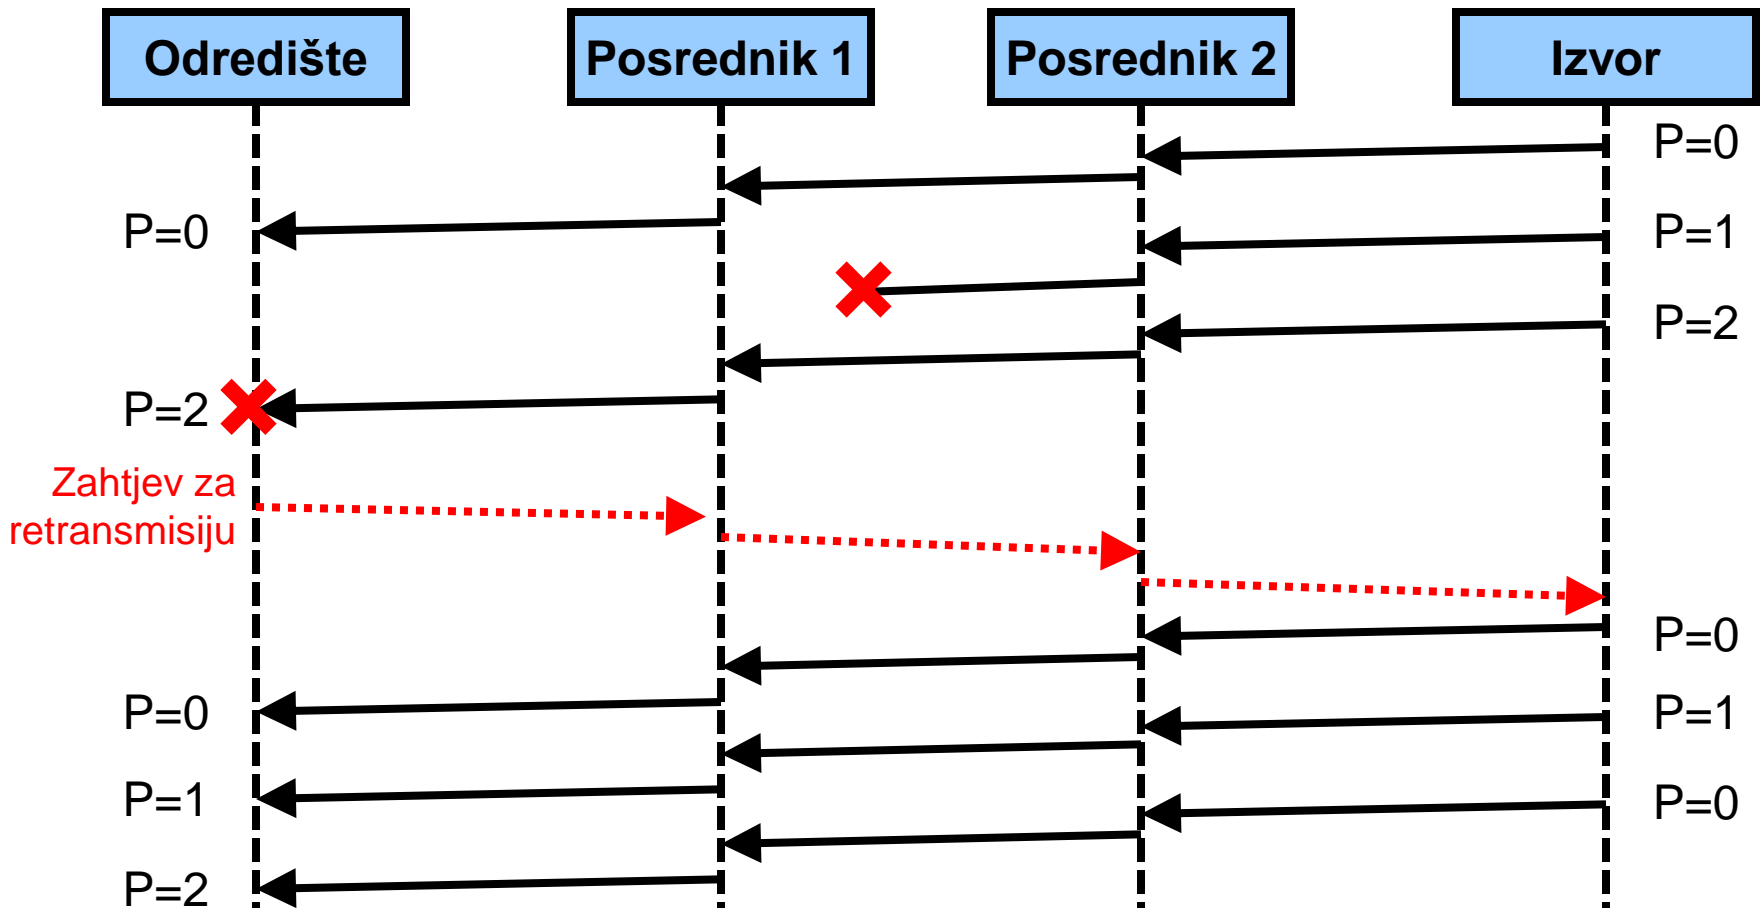 Odredište
Posrednik 1
Posrednik 2
Izvor
P=0
P=0
P=1
P=2
P=2
Zahtjev za
retransmisiju
P=0
P=0
P=1
P=1
P=0
P=2